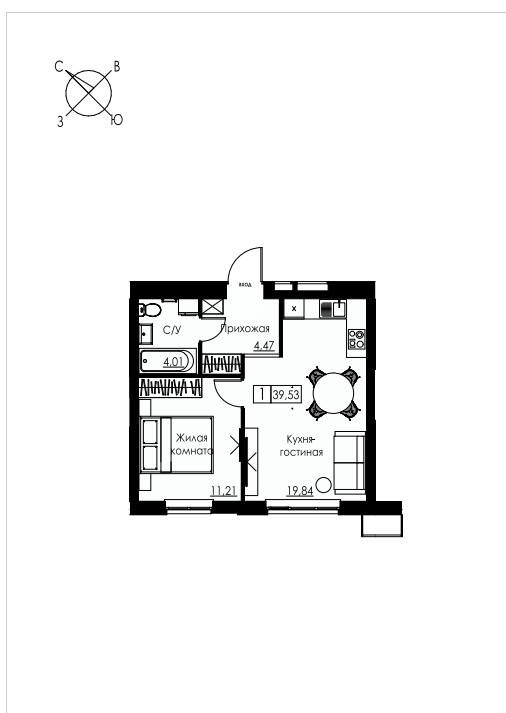 С В
З Ю
вход
С/У
Прихожая
4,47
4,01
х
1 39,53
Жилая
комната
Кухня-
гостиная
11,21
19,84